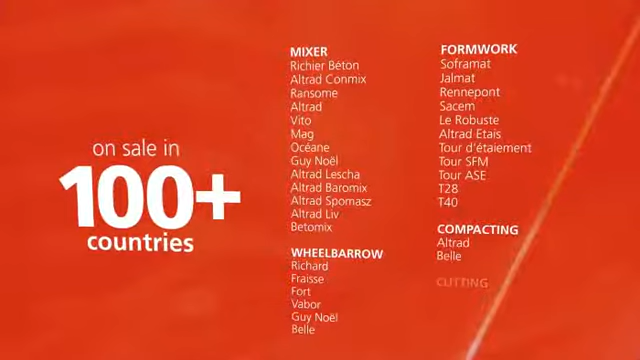 on sale in
100+
countries
MIXER
Richier Béton
Altrad Conmix
Ransome
Altrad
Vito
Mag
Océane
Guy Noël
Altrad Lescha
Altrad Baromix
Altrad Spomasz
Altrad Liv
Betomix
WHEELBARROW
Richard
Fraisse
Fort
Vabor
Guy Noël
Belle
FORMWORK
Soframat
Jalmat
Rennepont
Sacem
Le Robuste
Altrad Etais
Tour d'étaiement
Tour SFM
Tour ASE
T28
T40
COMPACTING
Altrad
Belle
CUTTING